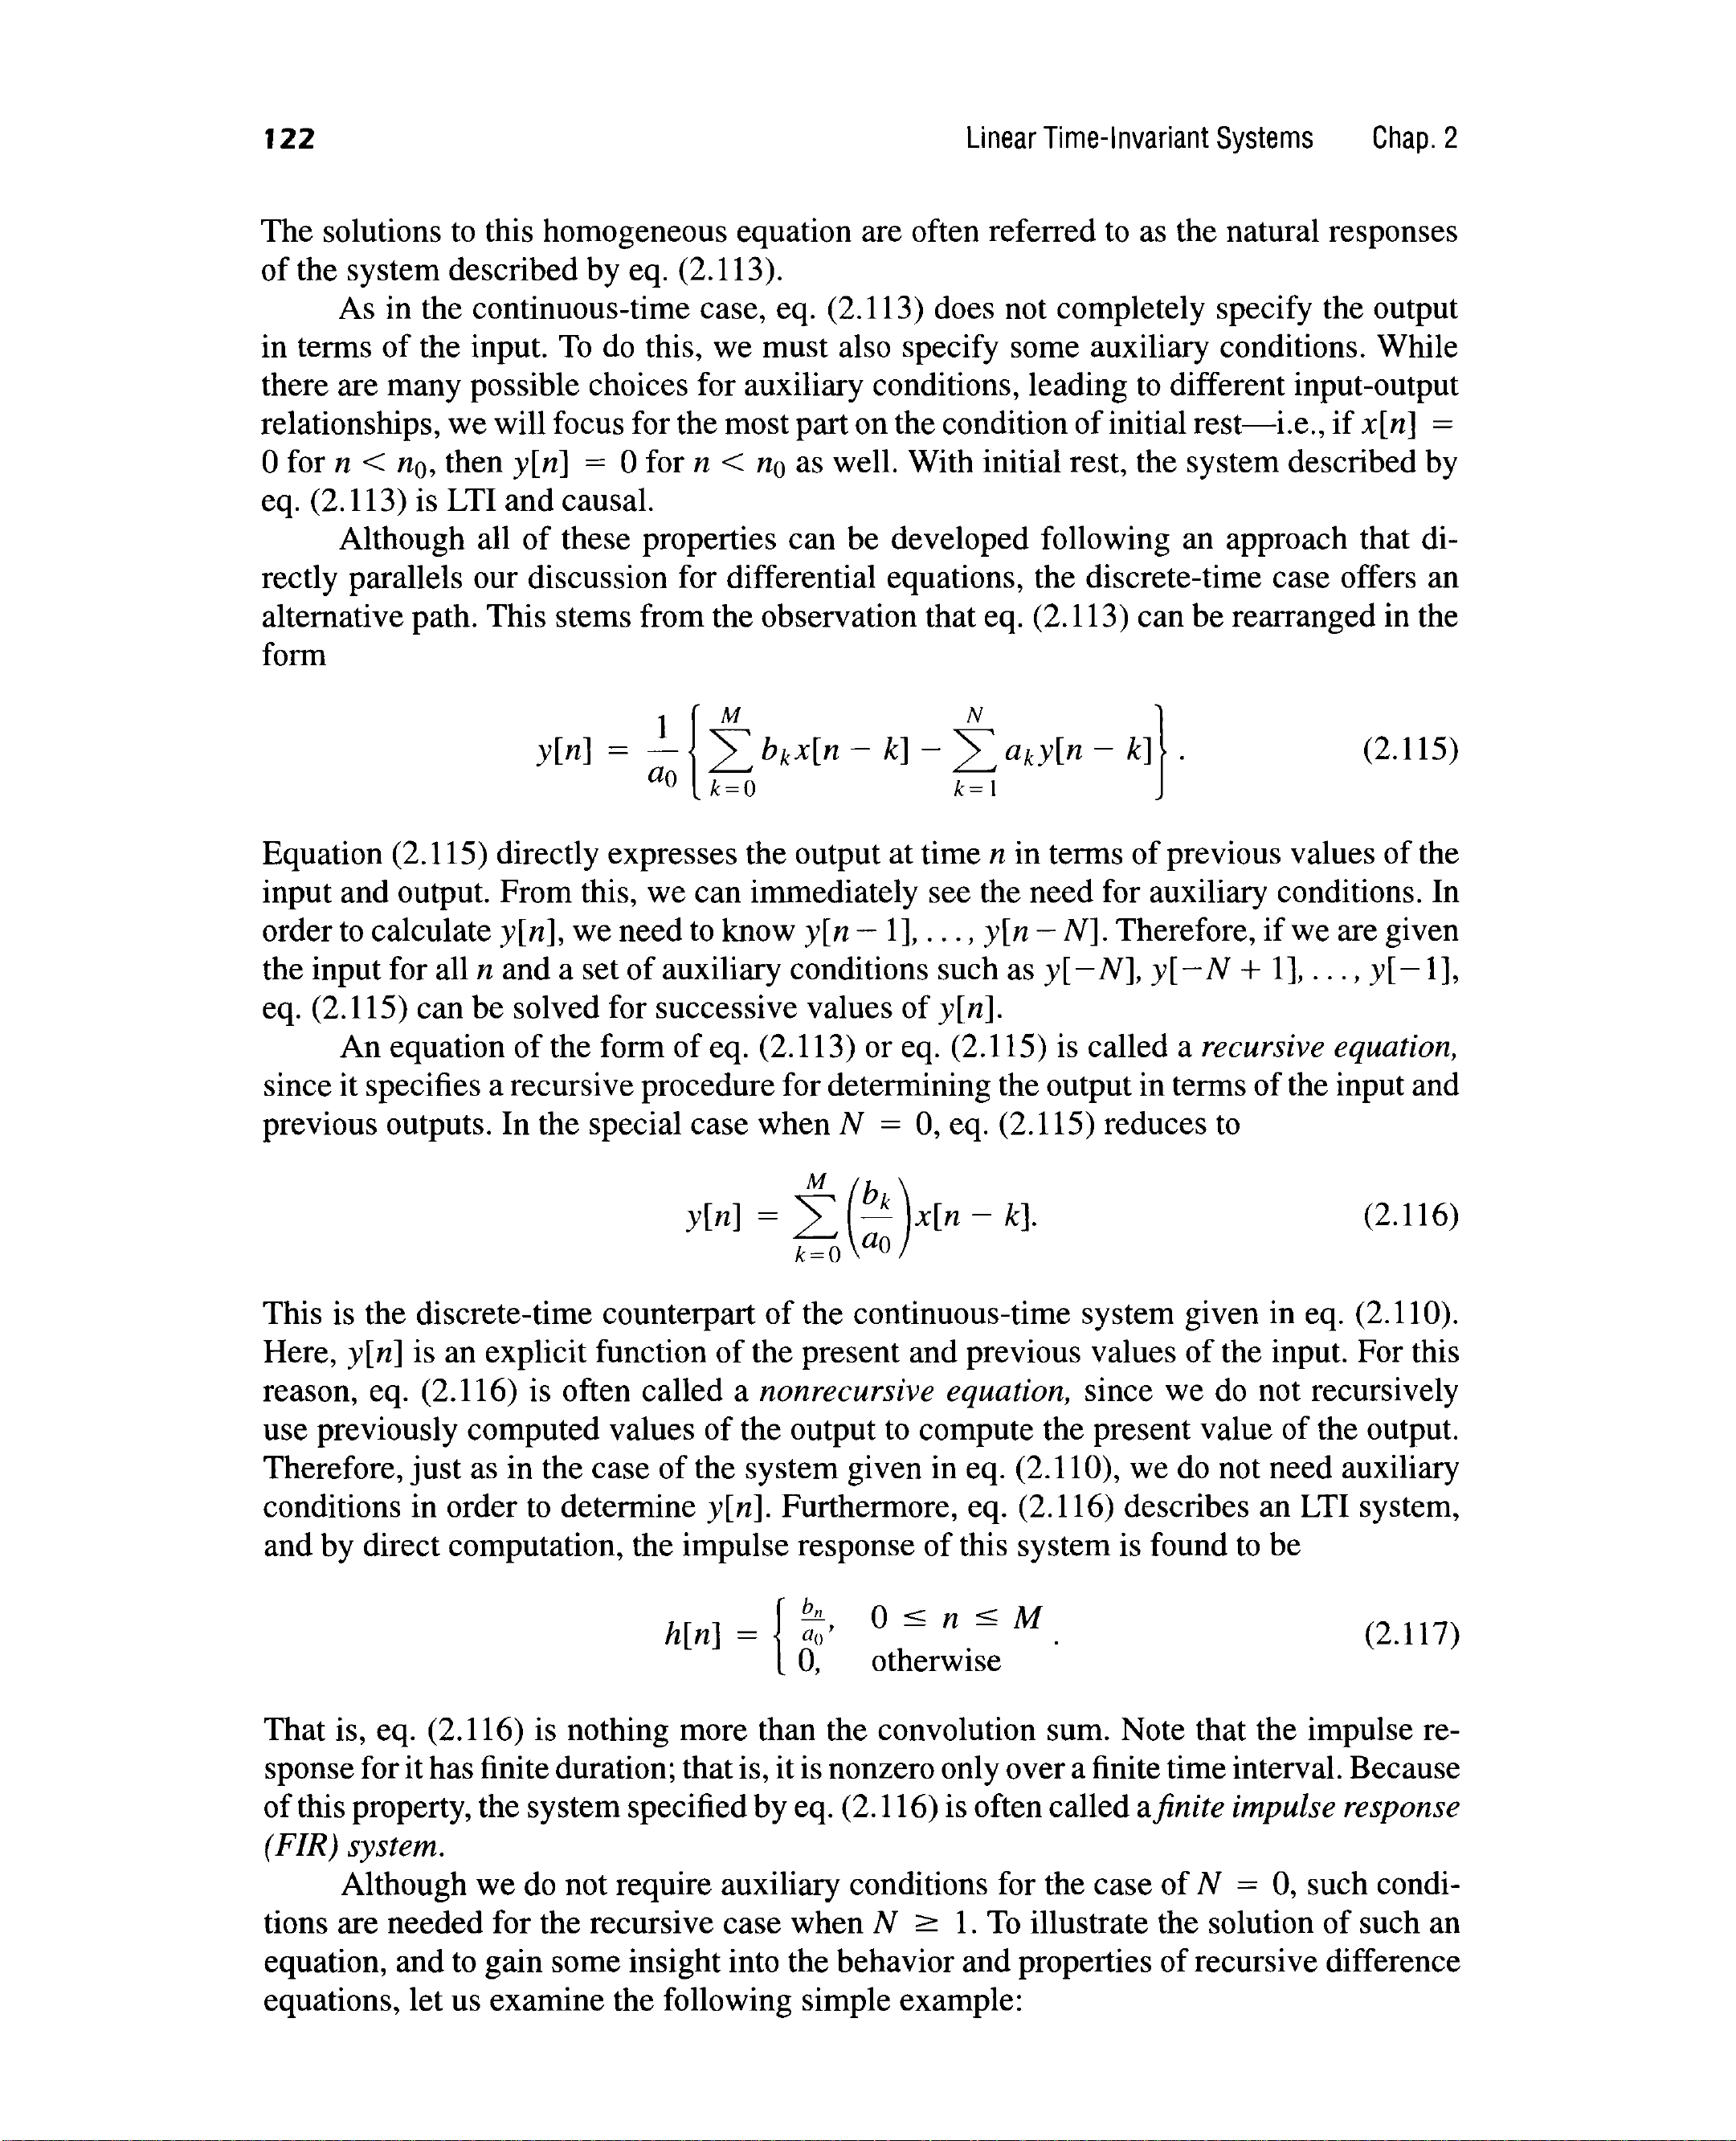 122 Linear Time-Invariant Systems Chap. 2
The solutions to this homogeneous equation are often referred to as the natural responses
of the system described by eq. (2.113).
As in the continuous-time case, eq. (2.113) does not completely specify the output
in terms of the input. To do this, we must also specify some auxiliary conditions. While
there are many possible choices for auxiliary conditions, leading to different input-output
relationships, we will focus for the most part on the condition of initial rest—i.e., if x[n] =
0 for n < n₀, then y[n] = 0 for n < n₀ as well. With initial rest, the system described by
eq. (2.113) is LTI and causal.
Although all of these properties can be developed following an approach that di-
rectly parallels our discussion for differential equations, the discrete-time case offers an
alternative path. This stems from the observation that eq. (2.113) can be rearranged in the
form
y[n] = \frac{1}{a_0} \left\{ \sum_{k=0}^{M} b_k x[n - k] - \sum_{k=1}^{N} a_k y[n - k] \right\}. (2.115)
Equation (2.115) directly expresses the output at time n in terms of previous values of the
input and output. From this, we can immediately see the need for auxiliary conditions. In
order to calculate y[n], we need to know y[n − 1], . . . , y[n − N]. Therefore, if we are given
the input for all n and a set of auxiliary conditions such as y[−N], y[−N + 1], . . . , y[−1],
eq. (2.115) can be solved for successive values of y[n].
An equation of the form of eq. (2.113) or eq. (2.115) is called a recursive equation,
since it specifies a recursive procedure for determining the output in terms of the input and
previous outputs. In the special case when N = 0, eq. (2.115) reduces to
y[n] = \sum_{k=0}^{M} \left( \frac{b_k}{a_0} \right) x[n - k]. (2.116)
This is the discrete-time counterpart of the continuous-time system given in eq. (2.110).
Here, y[n] is an explicit function of the present and previous values of the input. For this
reason, eq. (2.116) is often called a nonrecursive equation, since we do not recursively
use previously computed values of the output to compute the present value of the output.
Therefore, just as in the case of the system given in eq. (2.110), we do not need auxiliary
conditions in order to determine y[n]. Furthermore, eq. (2.116) describes an LTI system,
and by direct computation, the impulse response of this system is found to be
h[n] = \begin{cases} \frac{b_n}{a_0}, & 0 \le n \le M \\ 0, & \text{otherwise} \end{cases}. (2.117)
That is, eq. (2.116) is nothing more than the convolution sum. Note that the impulse re-
sponse for it has finite duration; that is, it is nonzero only over a finite time interval. Because
of this property, the system specified by eq. (2.116) is often called a finite impulse response
(FIR) system.
Although we do not require auxiliary conditions for the case of N = 0, such condi-
tions are needed for the recursive case when N ≥ 1. To illustrate the solution of such an
equation, and to gain some insight into the behavior and properties of recursive difference
equations, let us examine the following simple example: